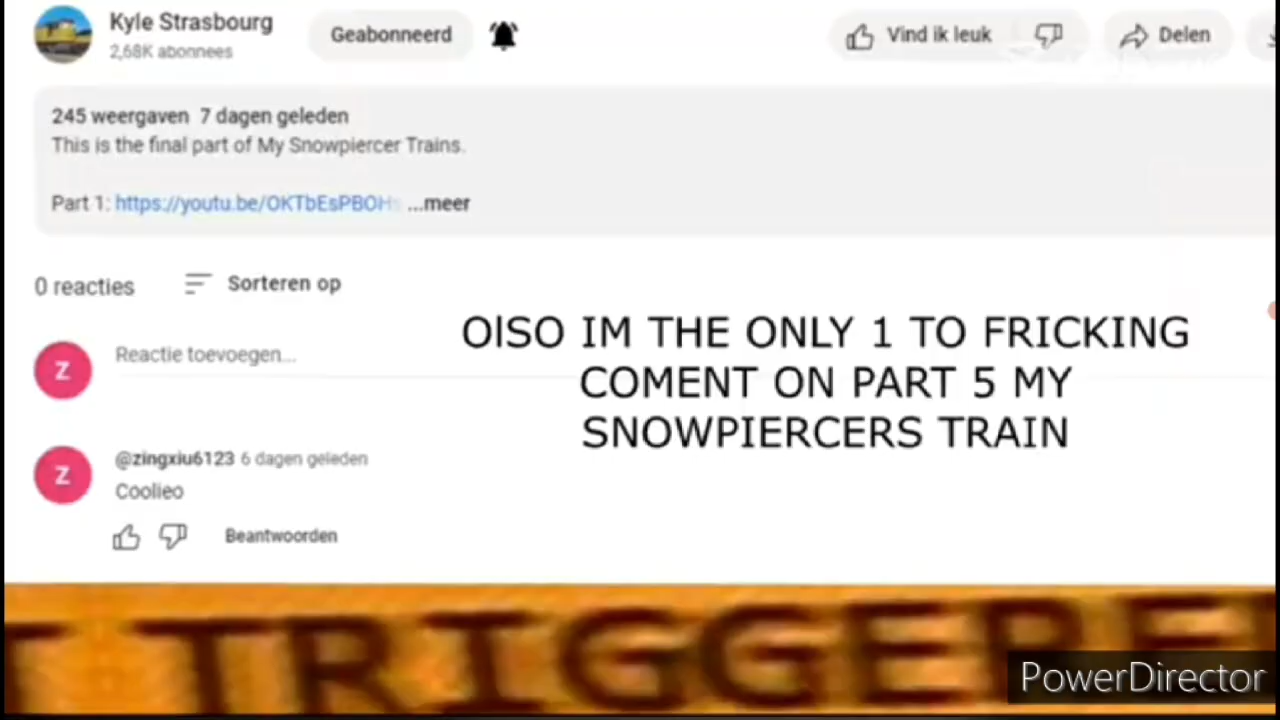 Kyle Strasbourg
2,68K abonnees
Geabonneerd
Vind ik leuk
Delen
245 weergaven 7 dagen geleden
This is the final part of My Snowpiercer Trains.
Part 1: https://youtu.be/OKTbEsPBOH ...meer
0 reacties
Sorteren op
Z
Reactie toevoegen...
OlSO IM THE ONLY 1 TO FRICKING
COMENT ON PART 5 MY
SNOWPIERCERS TRAIN
Z
@zingxiu6123 6 dagen geleden
Coolieo
Beantwoorden
TRIGGERE
PowerDirector